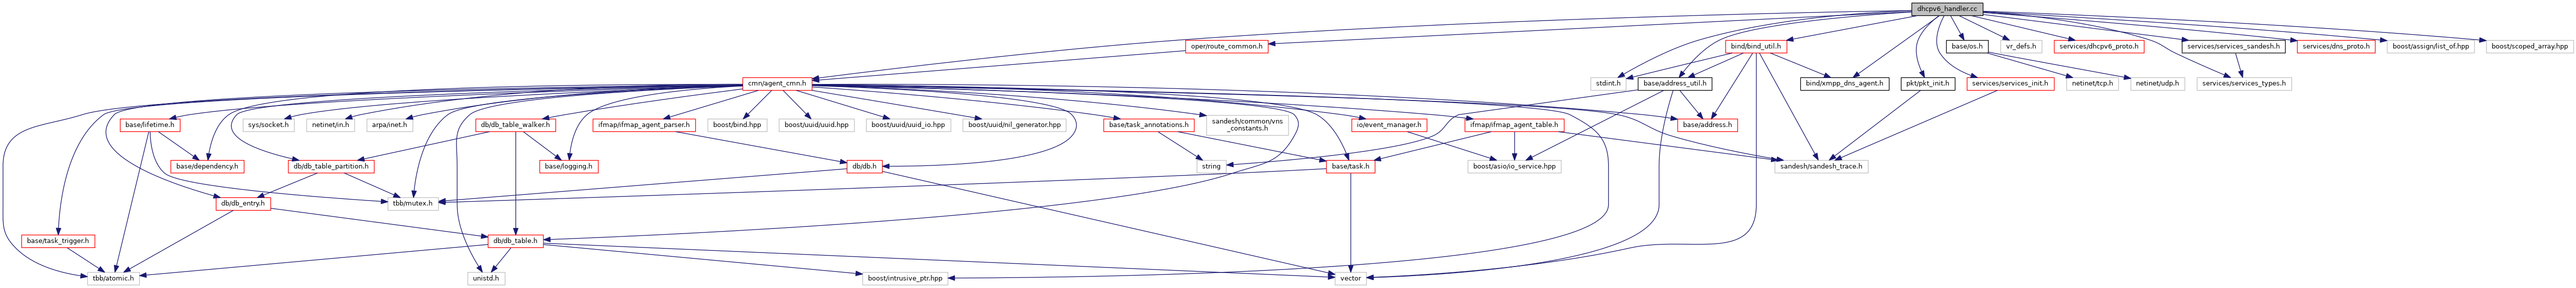 dhcpv6_handler.cc
oper/route_common.h
bind/bind_util.h
base/os.h
vr_defs.h
services/dhcpv6_proto.h
services/services_sandesh.h
services/dns_proto.h
boost/assign/list_of.hpp
boost/scoped_array.hpp
cmn/agent_cmn.h
stdint.h
base/address_util.h
bind/xmpp_dns_agent.h
pkt/pkt_init.h
services/services_init.h
netinet/tcp.h
netinet/udp.h
services/services_types.h
base/lifetime.h
sys/socket.h
netinet/in.h
arpa/inet.h
db/db_table_walker.h
ifmap/ifmap_agent_parser.h
boost/bind.hpp
boost/uuid/uuid.hpp
boost/uuid/uuid_io.hpp
boost/uuid/nil_generator.hpp
base/task_annotations.h
sandesh/common/vns
_constants.h
io/event_manager.h
ifmap/ifmap_agent_table.h
base/address.h
base/dependency.h
db/db_table_partition.h
base/logging.h
db/db.h
string
base/task.h
boost/asio/io_service.hpp
sandesh/sandesh_trace.h
db/db_entry.h
tbb/mutex.h
base/task_trigger.h
db/db_table.h
tbb/atomic.h
unistd.h
boost/intrusive_ptr.hpp
vector